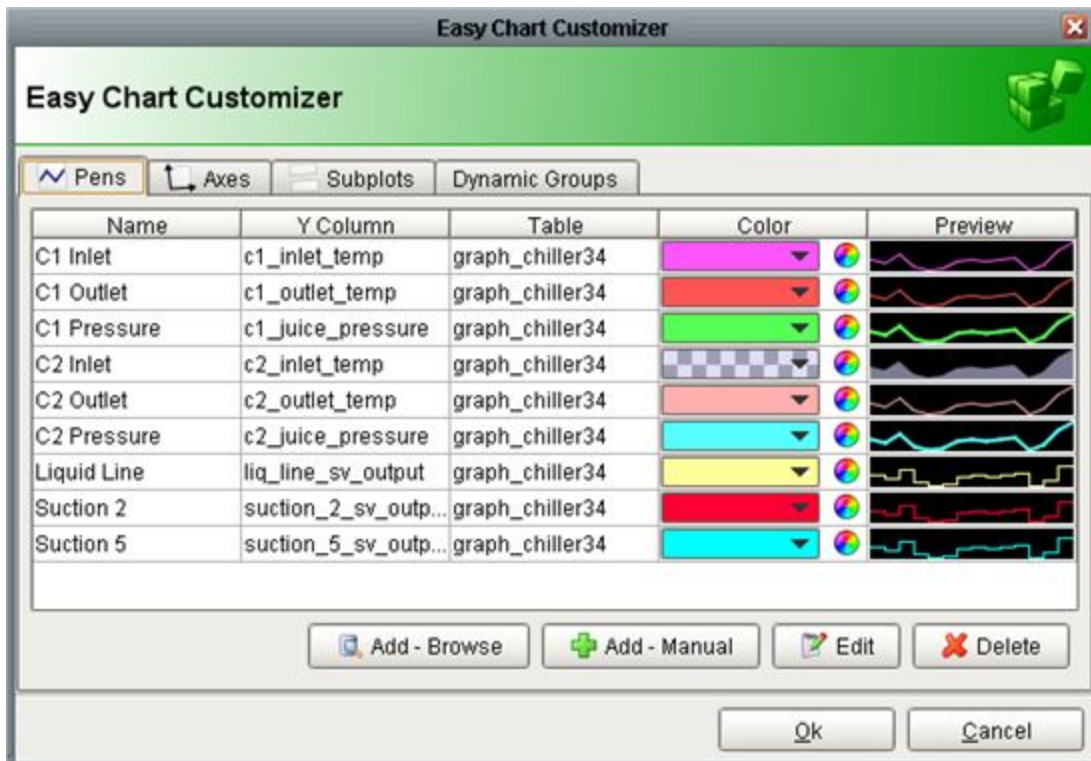 Easy Chart Customizer
Easy Chart Customizer
Pens Axes Subplots Dynamic Groups
Name Y Column Table Color Preview
C1 Inlet c1_inlet_temp graph_chiller34
C1 Outlet c1_outlet_temp graph_chiller34
C1 Pressure c1_juice_pressure graph_chiller34
C2 Inlet c2_inlet_temp graph_chiller34
C2 Outlet c2_outlet_temp graph_chiller34
C2 Pressure c2_juice_pressure graph_chiller34
Liquid Line liq_line_sv_output graph_chiller34
Suction 2 suction_2_sv_outp... graph_chiller34
Suction 5 suction_5_sv_outp... graph_chiller34
Add - Browse Add - Manual Edit Delete
Ok Cancel